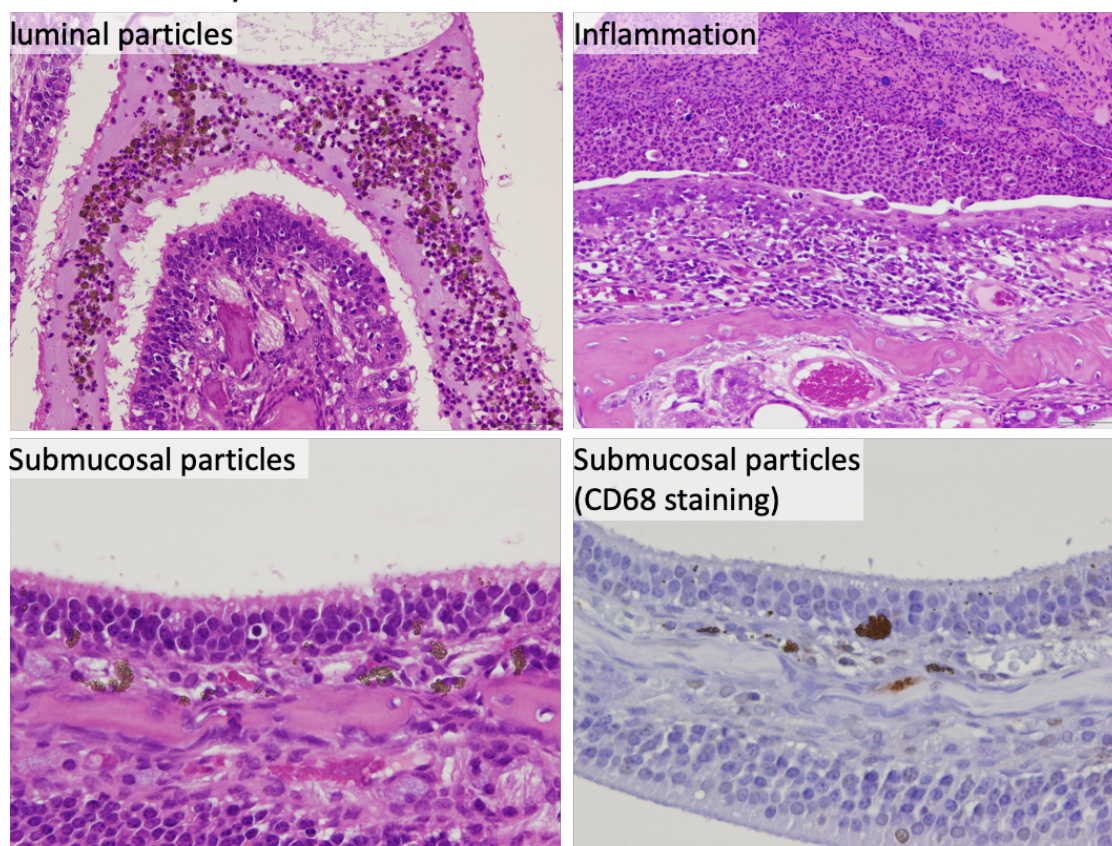 luminal particles
Inflammation
Submucosal particles
Submucosal particles
(CD68 staining)